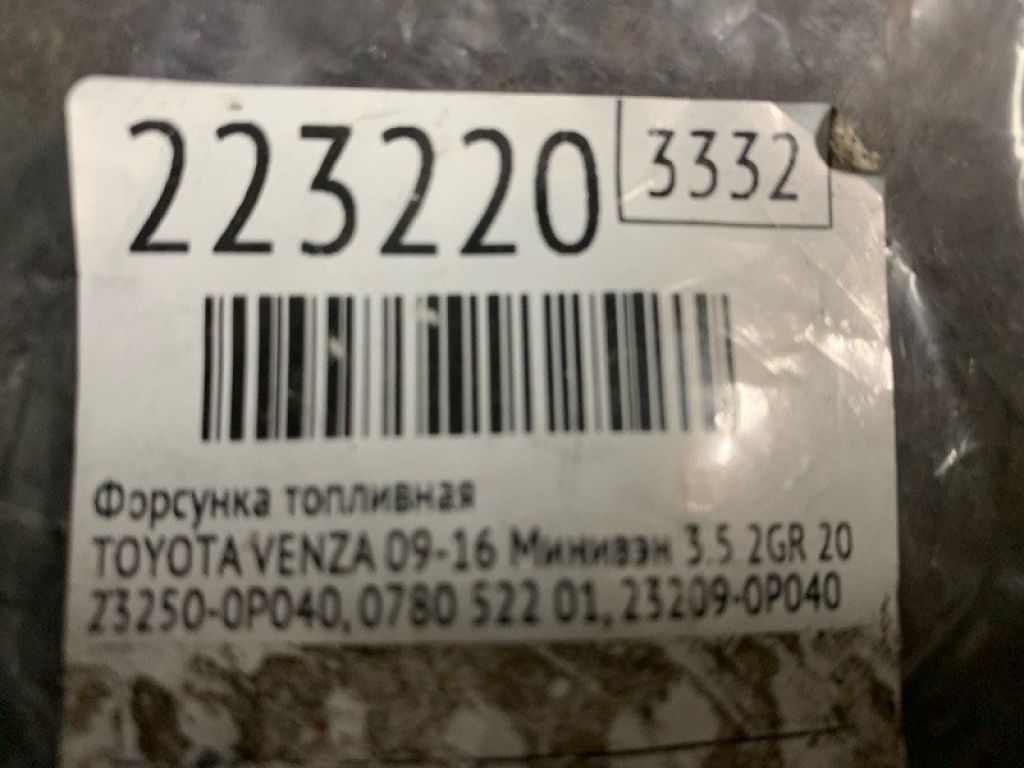 223220
3332
Форсунка топливная
TOYOTA VENZA 09-16 Минивэн 3.5 2GR 20
23250-0P040, 0780 522 01, 23209-0P040